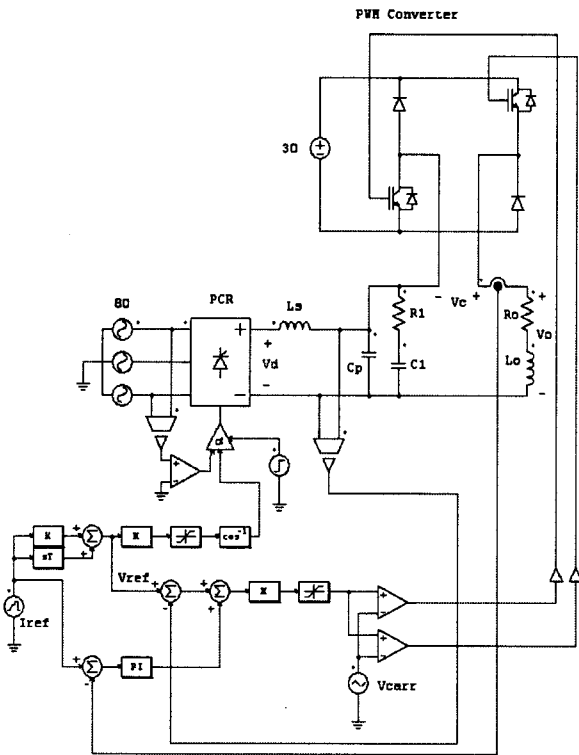 PWM Converter
30
80
PCR
Ls
+
Vd
-
- Vc +
R1
Cp
C1
Ro
Lo
+
Vo
-
α
K
sT
Σ
K
cos⁻¹
Vref
Iref
Σ
Σ
K
Σ
PI
Vcarr